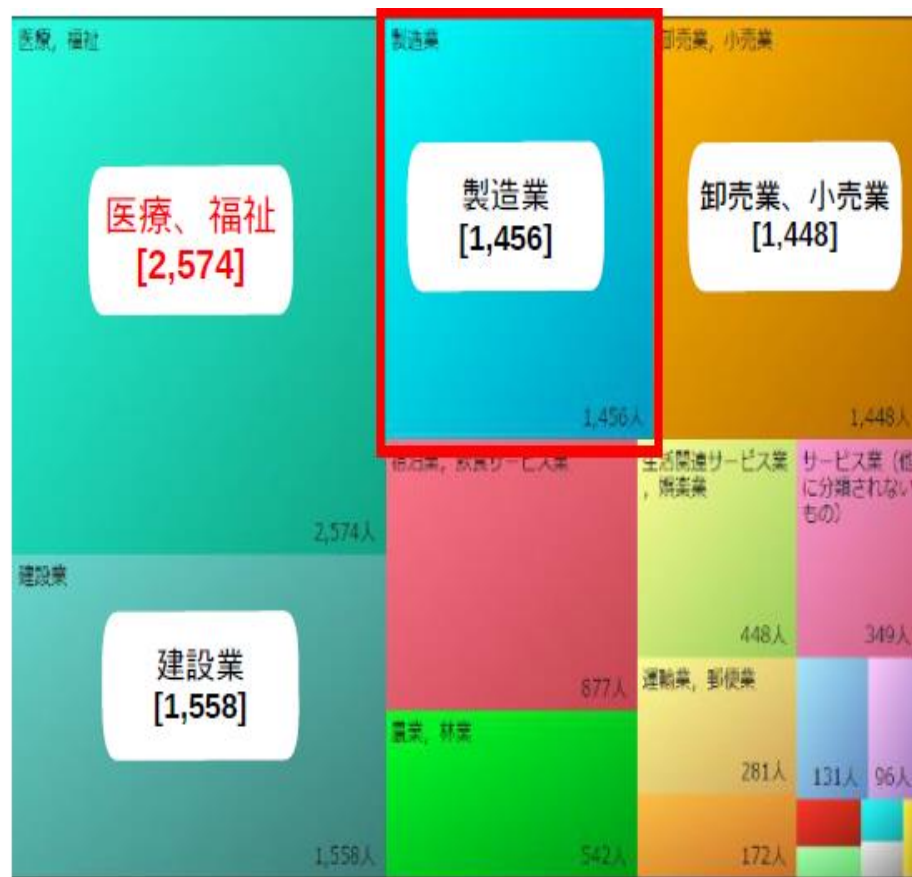 医療, 福祉
医療、福祉
[2,574]
2,574人
製造業
製造業
[1,456]
1,456人
卸売業, 小売業
卸売業、小売業
[1,448]
1,448人
建設業
建設業
[1,558]
1,558人
宿泊業, 飲食サービス業
877人
農業, 林業
542人
生活関連サービス業
, 娯楽業
448人
サービス業 (他
に分類されない
もの)
349人
運輸業, 郵便業
281人
131人
96人
172人